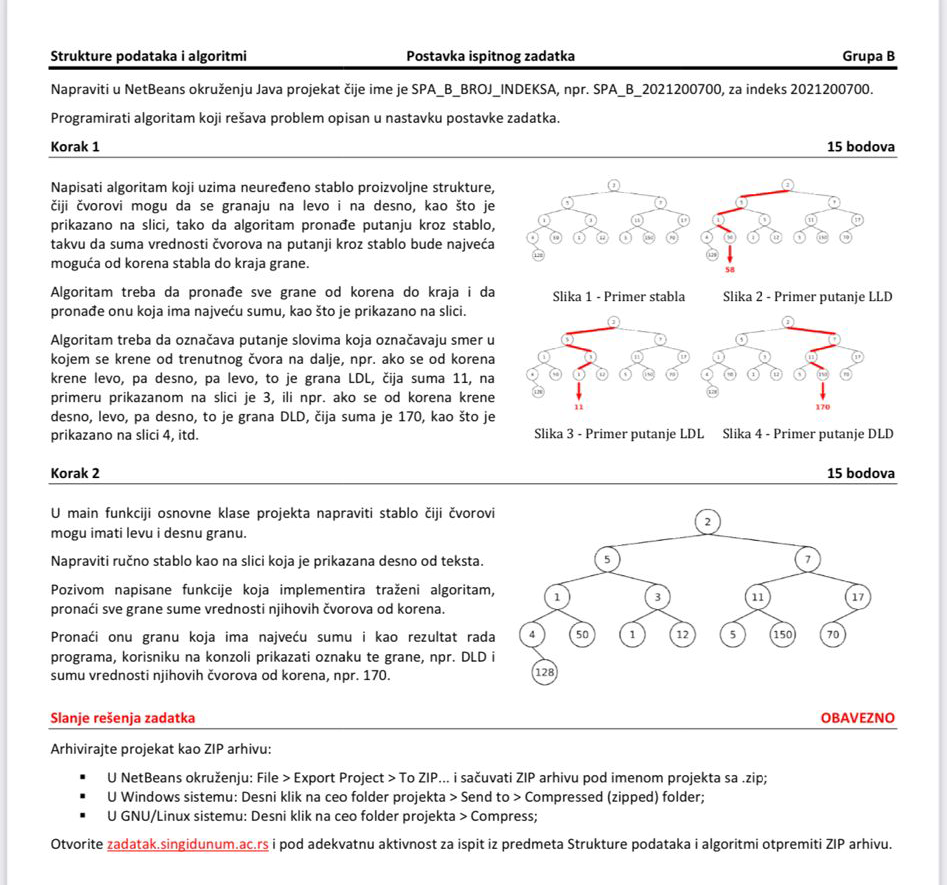 Strukture podataka i algoritmi Postavka ispitnog zadatka Grupa B
Napraviti u NetBeans okruženju Java projekat čije ime je SPA_B_BROJ_INDEKSA, npr. SPA_B_2021200700, za indeks 2021200700.
Programirati algoritam koji rešava problem opisan u nastavku postavke zadatka.
Korak 1 15 bodova
Napisati algoritam koji uzima neuređeno stablo proizvoljne strukture,
čiji čvorovi mogu da se granaju na levo i na desno, kao što je
prikazano na slici, tako da algoritam pronađe putanju kroz stablo,
takvu da suma vrednosti čvorova na putanji kroz stablo bude najveća
moguća od korena stabla do kraja grane.
Algoritam treba da pronađe sve grane od korena do kraja i da
pronađe onu koja ima najveću sumu, kao što je prikazano na slici.
Algoritam treba da označava putanje slovima koja označavaju smer u
kojem se krene od trenutnog čvora na dalje, npr. ako se od korena
krene levo, pa desno, pa levo, to je grana LDL, čija suma 11, na
primeru prikazanom na slici je 3, ili npr. ako se od korena krene
desno, levo, pa desno, to je grana DLD, čija suma je 170, kao što je
prikazano na slici 4, itd.
2
5 7
1 3 11 17
4 50 1 12 5 150 70
128
Slika 1 - Primer stabla
2
5 7
1 3 11 17
4 50 1 12 5 150 70
128
58
Slika 2 - Primer putanje LLD
2
5 7
1 3 11 17
4 50 1 12 5 150 70
128
11
Slika 3 - Primer putanje LDL
2
5 7
1 3 11 17
4 50 1 12 5 150 70
128
170
Slika 4 - Primer putanje DLD
Korak 2 15 bodova
U main funkciji osnovne klase projekta napraviti stablo čiji čvorovi
mogu imati levu i desnu granu.
Napraviti ručno stablo kao na slici koja je prikazana desno od teksta.
Pozivom napisane funkcije koja implementira traženi algoritam,
pronaći sve grane sume vrednosti njihovih čvorova od korena.
Pronaći onu granu koja ima najveću sumu i kao rezultat rada
programa, korisniku na konzoli prikazati oznaku te grane, npr. DLD i
sumu vrednosti njihovih čvorova od korena, npr. 170.
2
5 7
1 3 11 17
4 50 1 12 5 150 70
128
Slanje rešenja zadatka OBAVEZNO
Arhivirajte projekat kao ZIP arhivu:
▪ U NetBeans okruženju: File > Export Project > To ZIP... i sačuvati ZIP arhivu pod imenom projekta sa .zip;
▪ U Windows sistemu: Desni klik na ceo folder projekta > Send to > Compressed (zipped) folder;
▪ U GNU/Linux sistemu: Desni klik na ceo folder projekta > Compress;
Otvorite zadatak.singidunum.ac.rs i pod adekvatnu aktivnost za ispit iz predmeta Strukture podataka i algoritmi otpremiti ZIP arhivu.